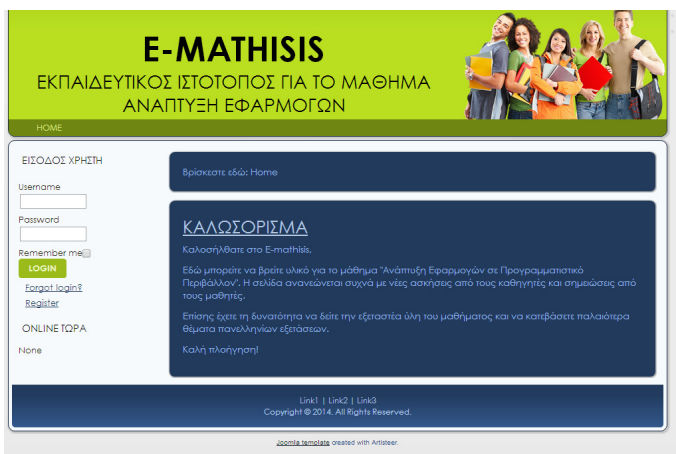 E-MATHISIS
ΕΚΠΑΙΔΕΥΤΙΚΟΣ ΙΣΤΟΤΟΠΟΣ ΓΙΑ ΤΟ ΜΑΘΗΜΑ
ΑΝΑΠΤΥΞΗ ΕΦΑΡΜΟΓΩΝ
HOME
ΕΙΣΟΔΟΣ ΧΡΗΣΤΗ
Username
Password
Remember me
LOGIN
Forgot login?
Register
ONLINE ΤΩΡΑ
None
Βρίσκεστε εδώ: Home
ΚΑΛΩΣΟΡΙΣΜΑ
Καλοσήλθατε στο E-mathisis,
Εδώ μπορείτε να βρείτε υλικό για το μάθημα "Ανάπτυξη Εφαρμογών σε Προγραμματιστικό
Περιβάλλον". Η σελίδα ανανεώνεται συχνά με νέες ασκήσεις από τους καθηγητές και σημειώσεις από
τους μαθητές.
Επίσης έχετε τη δυνατότητα να δείτε την εξεταστέα ύλη του μαθήματος και να κατεβάσετε παλαιότερα
θέματα πανελληνίων εξετάσεων.
Καλή πλοήγηση!
Link1 | Link2 | Link3
Copyright © 2014. All Rights Reserved.
Joomla template created with Artisteer.